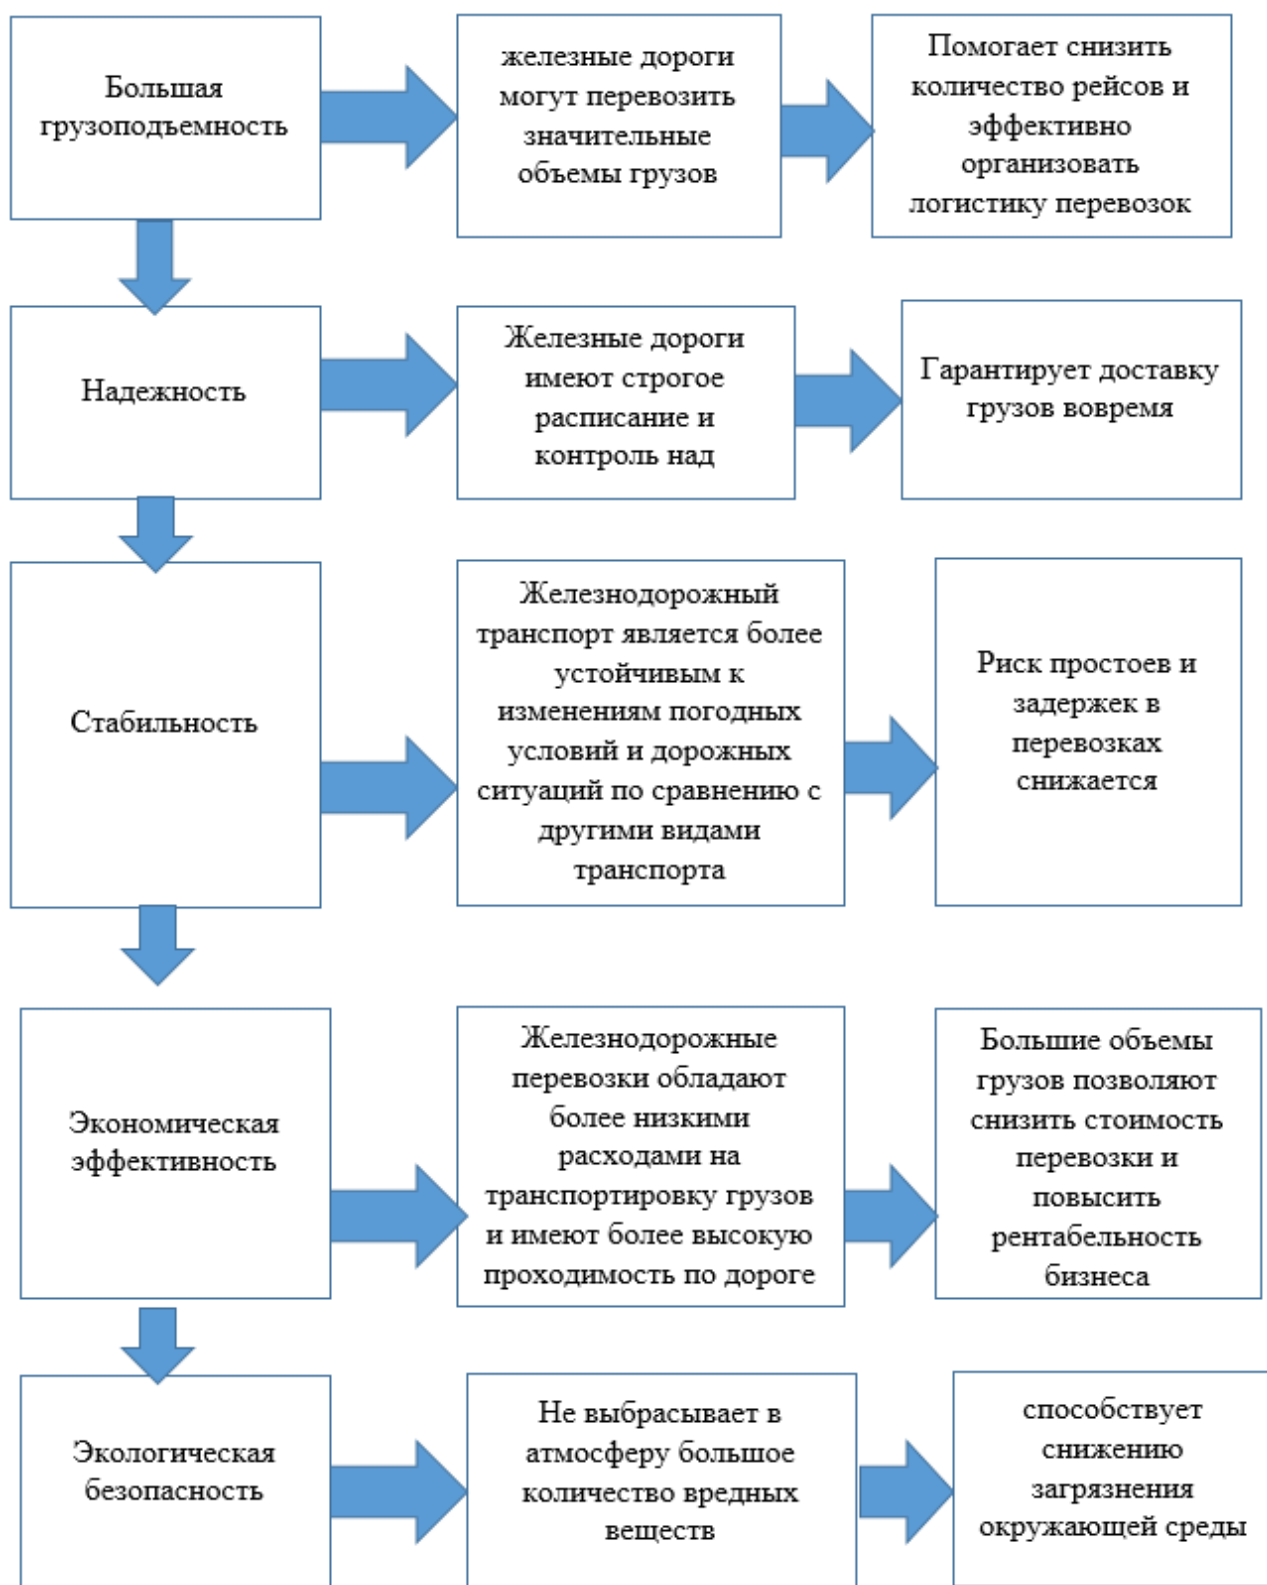 Большая
грузоподъемность
железные дороги
могут перевозить
значительные
объемы грузов
Помогает снизить
количество рейсов и
эффективно
организовать
логистику перевозок
Надежность
Железные дороги
имеют строгое
расписание и
контроль над
Гарантирует доставку
грузов вовремя
Стабильность
Железнодорожный
транспорт является более
устойчивым к
изменениям погодных
условий и дорожных
ситуаций по сравнению с
другими видами
транспорта
Риск простоев и
задержек в
перевозках
снижается
Экономическая
эффективность
Железнодорожные
перевозки обладают
более низкими
расходами на
транспортировку грузов
и имеют более высокую
проходимость по дороге
Большие объемы
грузов позволяют
снизить стоимость
перевозки и
повысить
рентабельность
бизнеса
Экологическая
безопасность
Не выбрасывает в
атмосферу большое
количество вредных
веществ
способствует
снижению
загрязнения
окружающей среды